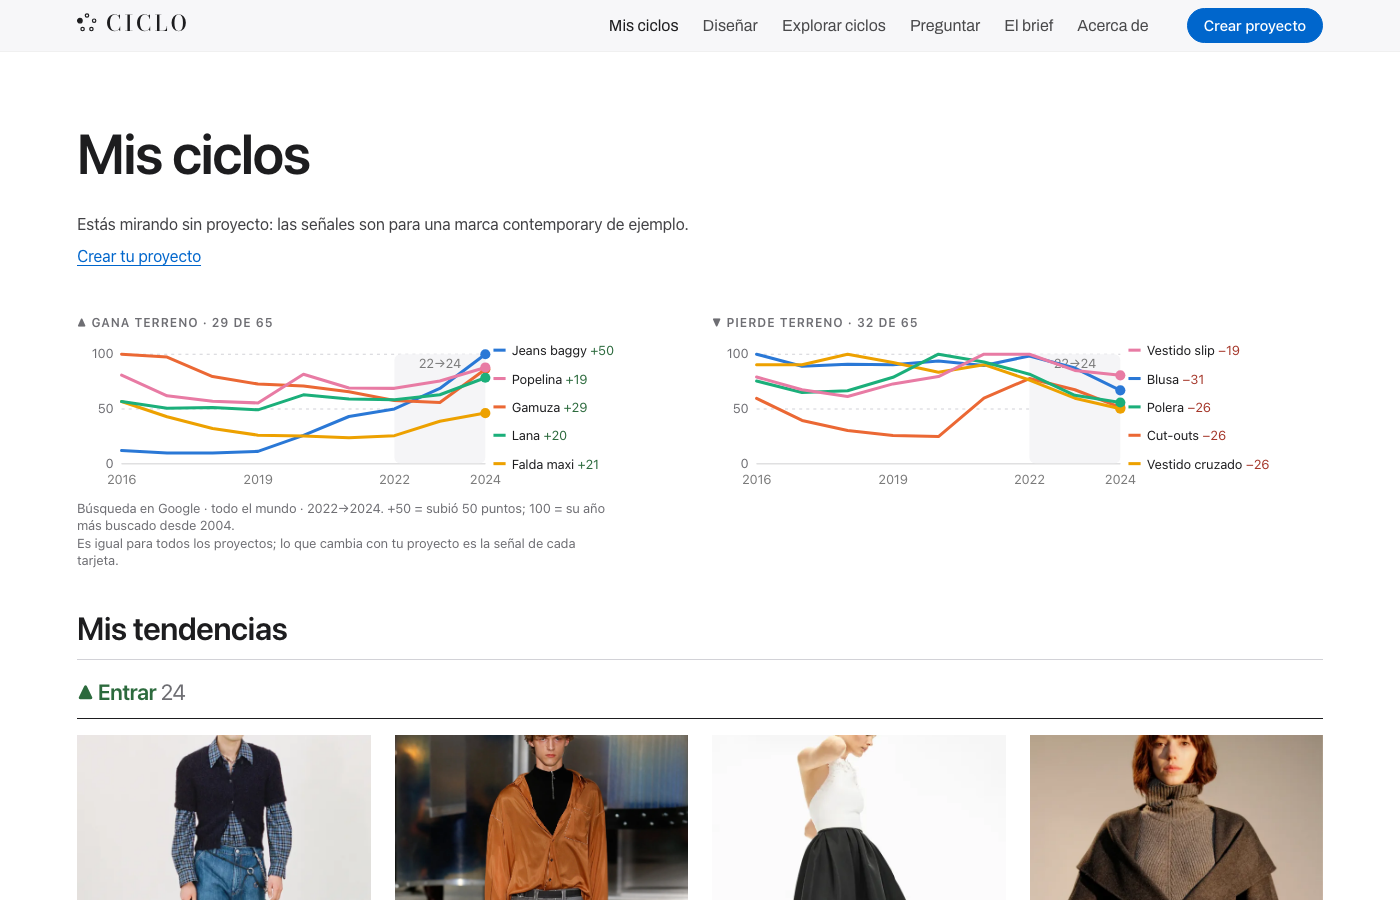 CICLO
Mis ciclos
Diseñar
Explorar ciclos
Preguntar
El brief
Acerca de
Crear proyecto
Mis ciclos
Estás mirando sin proyecto: las señales son para una marca contemporary de ejemplo.
Crear tu proyecto
▲ GANA TERRENO · 29 DE 65
100
50
0
2016
2019
2022
2024
22→24
Jeans baggy +50
Popelina +19
Gamuza +29
Lana +20
Falda maxi +21
Búsqueda en Google · todo el mundo · 2022→2024. +50 = subió 50 puntos; 100 = su año
más buscado desde 2004.
Es igual para todos los proyectos; lo que cambia con tu proyecto es la señal de cada
tarjeta.
▼ PIERDE TERRENO · 32 DE 65
100
50
0
2016
2019
2022
2024
22→24
Vestido slip −19
Blusa −31
Polera −26
Cut-outs −26
Vestido cruzado −26
Mis tendencias
▲ Entrar 24